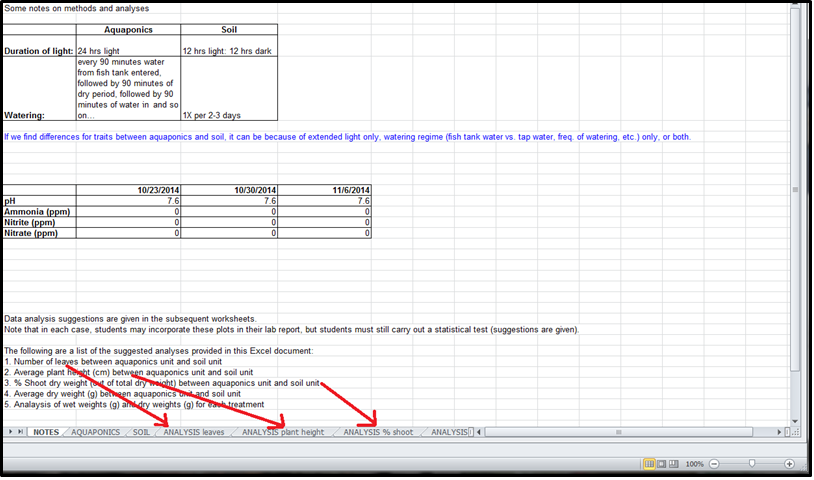 Some notes on methods and analyses
Aquaponics Soil
Duration of light: 24 hrs light 12 hrs light: 12 hrs dark
every 90 minutes water
from fish tank entered,
followed by 90 minutes of
dry period, followed by 90
minutes of water in and so
Watering: on... 1X per 2-3 days
If we find differences for traits between aquaponics and soil, it can be because of extended light only, watering regime (fish tank water vs. tap water, freq. of watering, etc.) only, or both.
10/23/2014 10/30/2014 11/6/2014
pH 7.6 7.6 7.6
Ammonia (ppm) 0 0 0
Nitrite (ppm) 0 0 0
Nitrate (ppm) 0 0 0
Data analysis suggestions are given in the subsequent worksheets.
Note that in each case, students may incorporate these plots in their lab report, but students must still carry out a statistical test (suggestions are given).
The following are a list of the suggested analyses provided in this Excel document:
1. Number of leaves between aquaponics unit and soil unit
2. Average plant height (cm) between aquaponics unit and soil unit
3. % Shoot dry weight (out of total dry weight) between aquaponics unit and soil unit
4. Average dry weight (g) between aquaponics unit and soil unit
5. Analaysis of wet weights (g) and dry weights (g) for each treatment
NOTES AQUAPONICS SOIL ANALYSIS leaves ANALYSIS plant height ANALYSIS % shoot ANALYSIS
100%